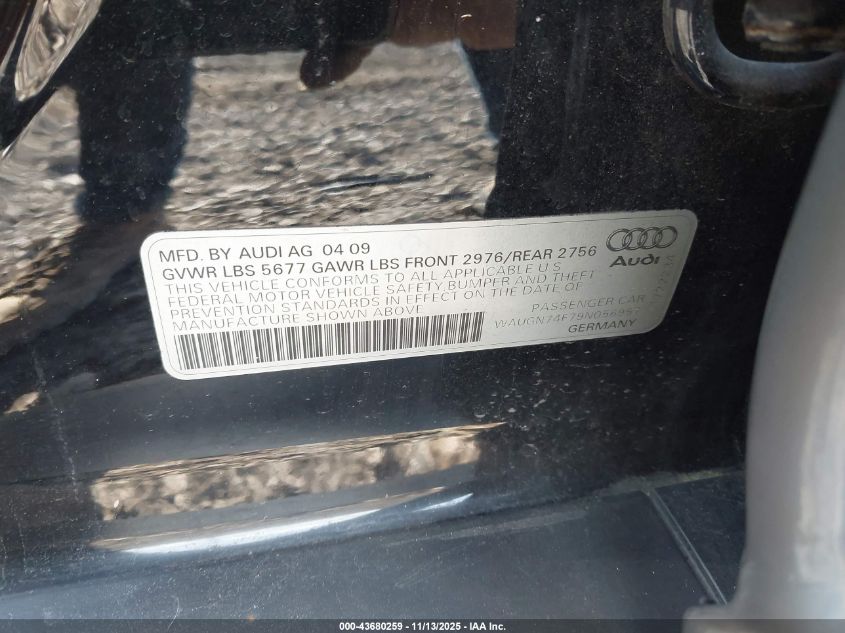 MFD. BY AUDI AG 04 09
GVWR LBS 5677 GAWR LBS FRONT 2976/REAR 2756
THIS VEHICLE CONFORMS TO ALL APPLICABLE U S
FEDERAL MOTOR VEHICLE SAFETY, BUMPER AND THEFT
PREVENTION STANDARDS IN EFFECT ON THE DATE OF
MANUFACTURE SHOWN ABOVE
Audi
PASSENGER CAR
WAUGN74F79N056957
GERMANY
000-43680259 - 11/13/2025 - IAA Inc.